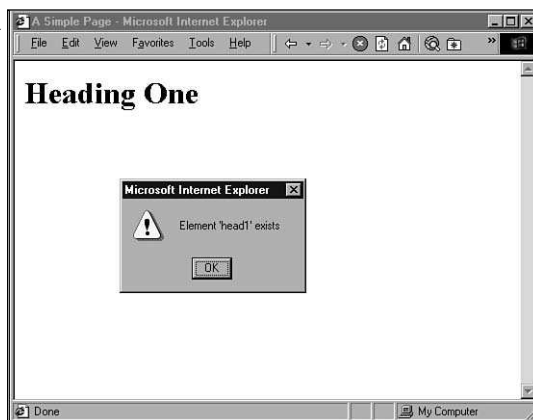 A Simple Page - Microsoft Internet Explorer
File Edit View Favorites Tools Help »
Heading One
Microsoft Internet Explorer
Element 'head1' exists
OK
Done My Computer